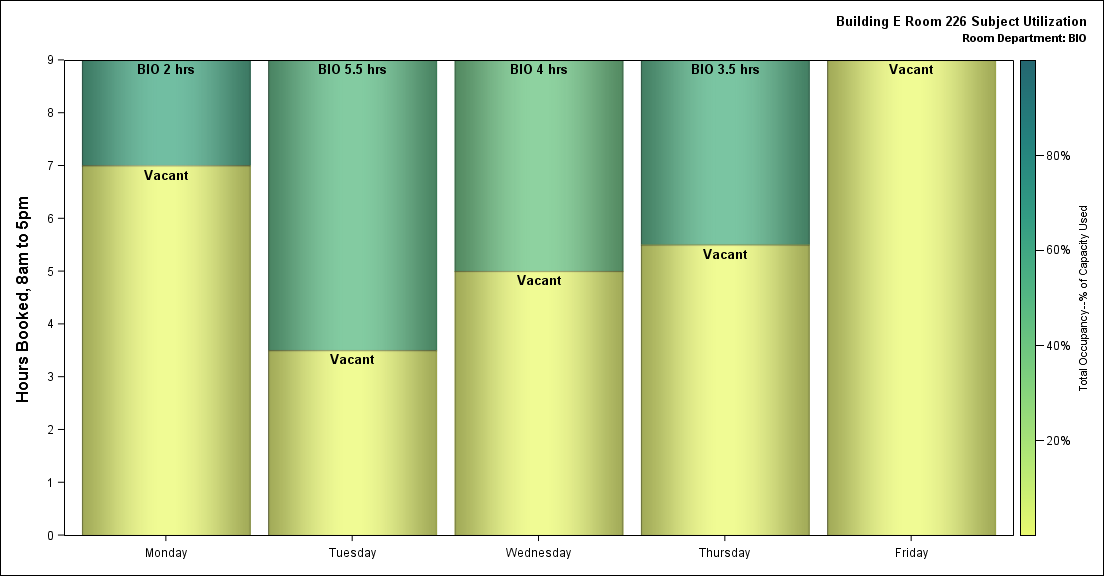 Building E Room 226 Subject Utilization
Room Department: BIO
Hours Booked, 8am to 5pm
9
8
7
6
5
4
3
2
1
0
BIO 2 hrs
Vacant
BIO 5.5 hrs
Vacant
BIO 4 hrs
Vacant
BIO 3.5 hrs
Vacant
Vacant
Monday
Tuesday
Wednesday
Thursday
Friday
80%
60%
40%
20%
Total Occupancy--% of Capacity Used